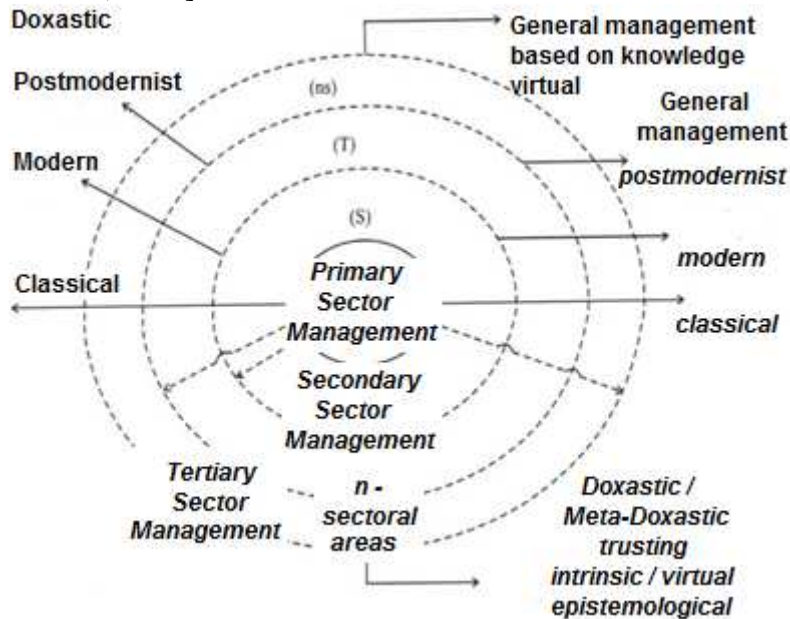 Doxastic
General management
based on knowledge
virtual
Postmodernist
(ns)
General
management
postmodernist
(T)
Modern
(S)
modern
Classical
Primary
Sector
Management
classical
Secondary
Sector
Management
Tertiary
Sector
Management
n -
sectoral
areas
Doxastic /
Meta-Doxastic
trusting
intrinsic / virtual
epistemological